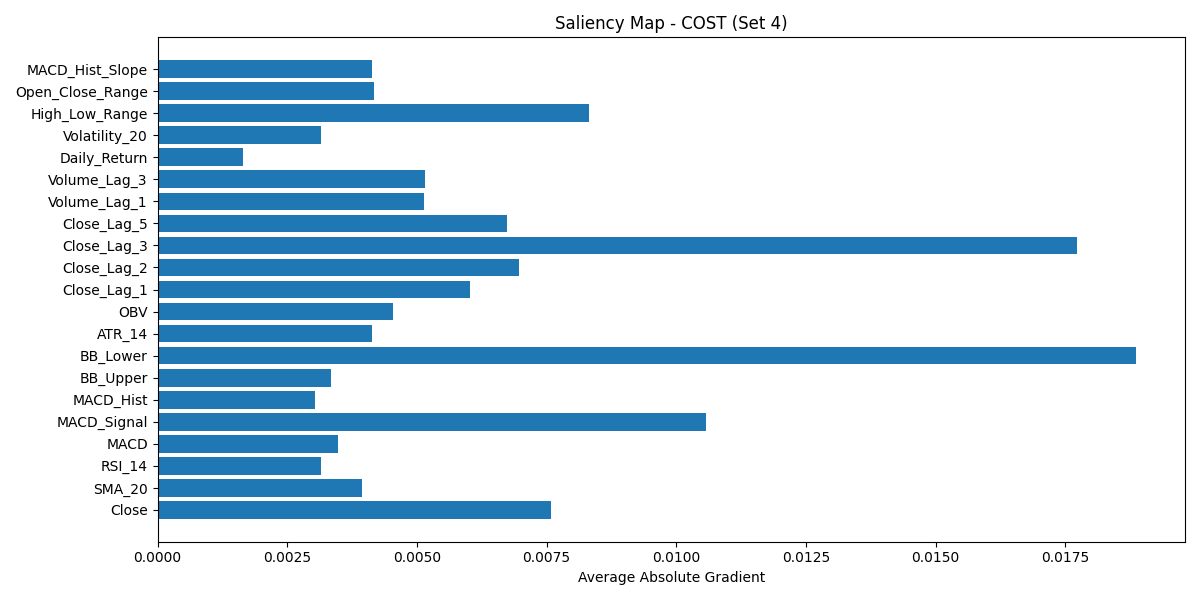 Saliency Map - COST (Set 4)
MACD_Hist_Slope
Open_Close_Range
High_Low_Range
Volatility_20
Daily_Return
Volume_Lag_3
Volume_Lag_1
Close_Lag_5
Close_Lag_3
Close_Lag_2
Close_Lag_1
OBV
ATR_14
BB_Lower
BB_Upper
MACD_Hist
MACD_Signal
MACD
RSI_14
SMA_20
Close
0.0000 0.0025 0.0050 0.0075 0.0100 0.0125 0.0150 0.0175
Average Absolute Gradient